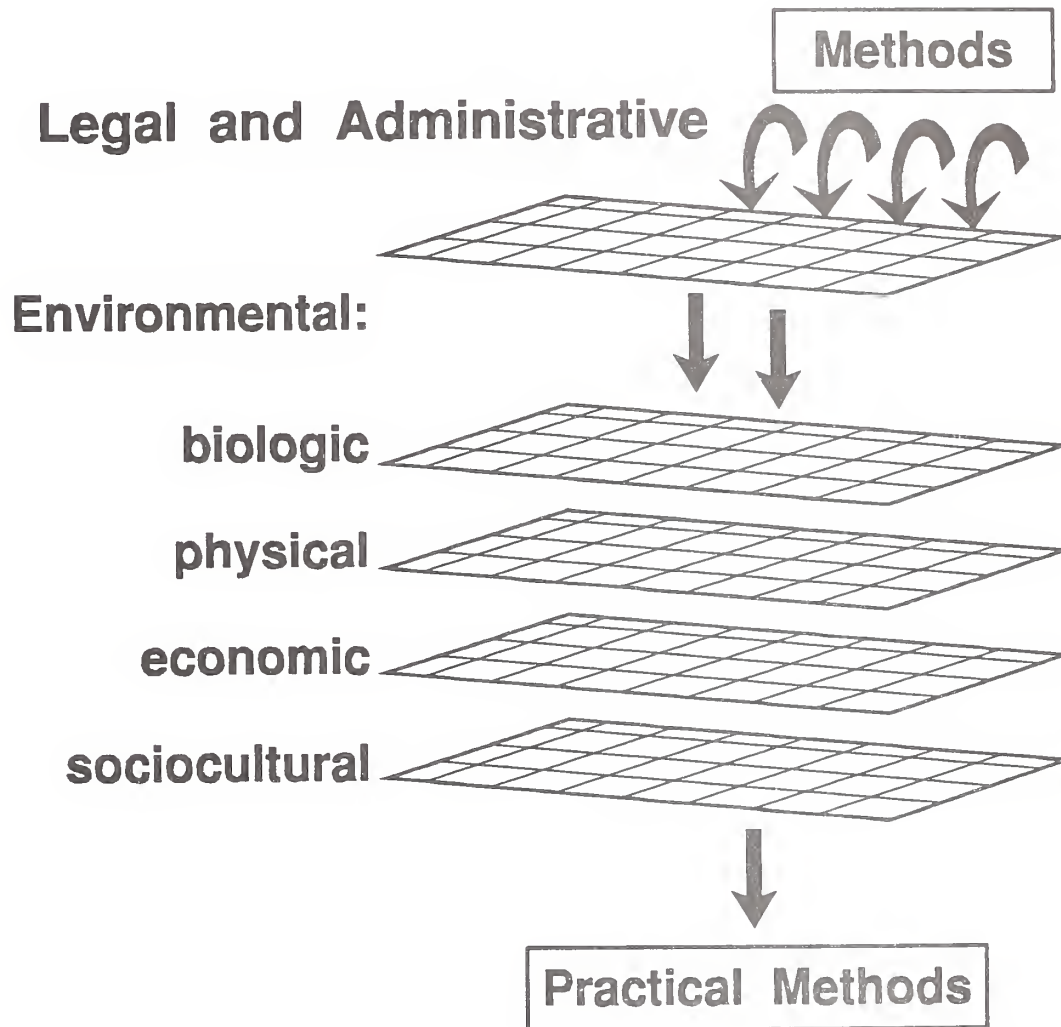 Methods
Legal and Administrative
Environmental:
biologic
physical
economic
sociocultural
Practical Methods